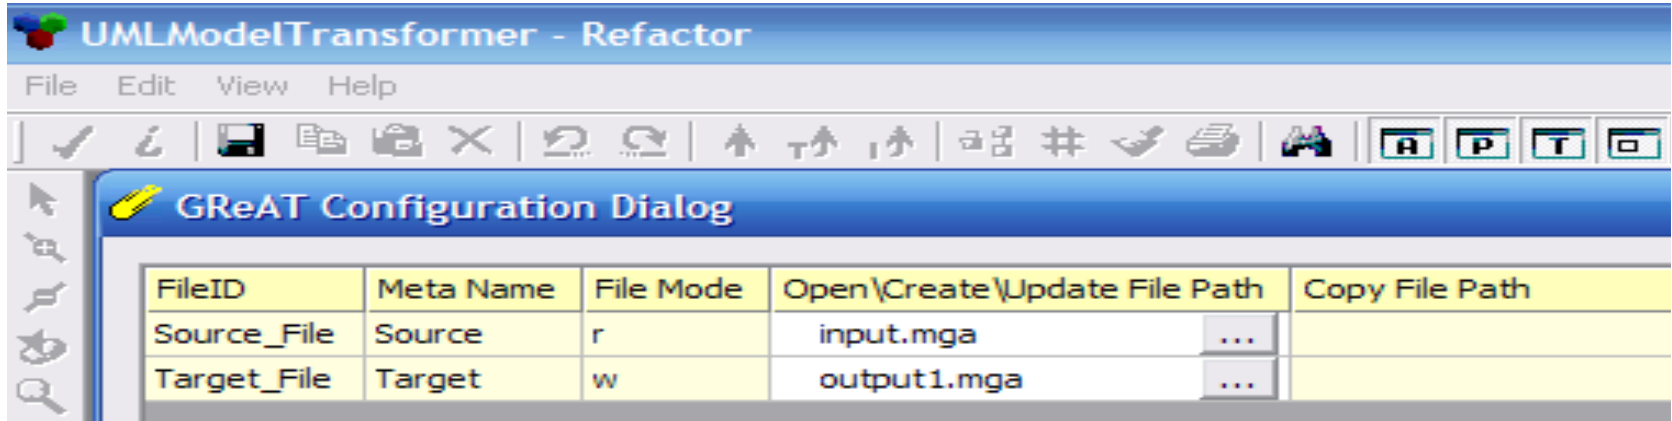 UMLModelTransformer - Refactor
File Edit View Help
i T I # A P T
GReAT Configuration Dialog
FileID Meta Name File Mode Open\Create\Update File Path Copy File Path
Source_File Source r input.mga ...
Target_File Target w output1.mga ...